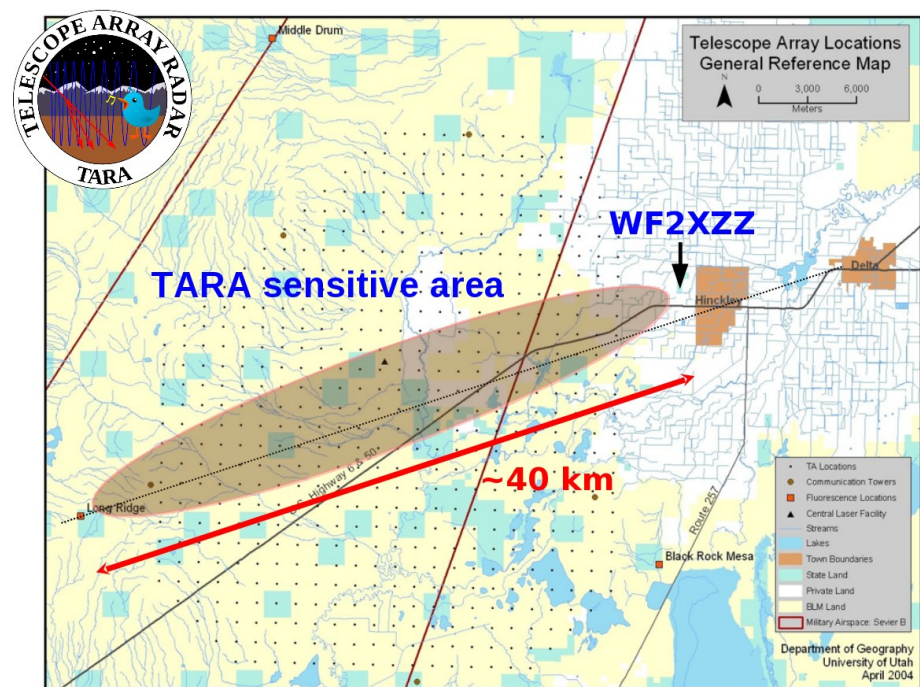 TELESCOPE ARRAY RADAR
TARA
Middle Drum
Telescope Array Locations
General Reference Map
N
0 3,000 6,000
Meters
WF2XZZ
TARA sensitive area
Delta
Hinckley
~40 km
U.S. Highway 6 & 50
Long Ridge
Route 257
Black Rock Mesa
TA Locations
Communication Towers
Fluorescence Locations
Central Laser Facility
Streams
Lakes
Town Boundaries
State Land
Private Land
BLM Land
Military Airspace: Sevier B
Department of Geography
University of Utah
April 2004